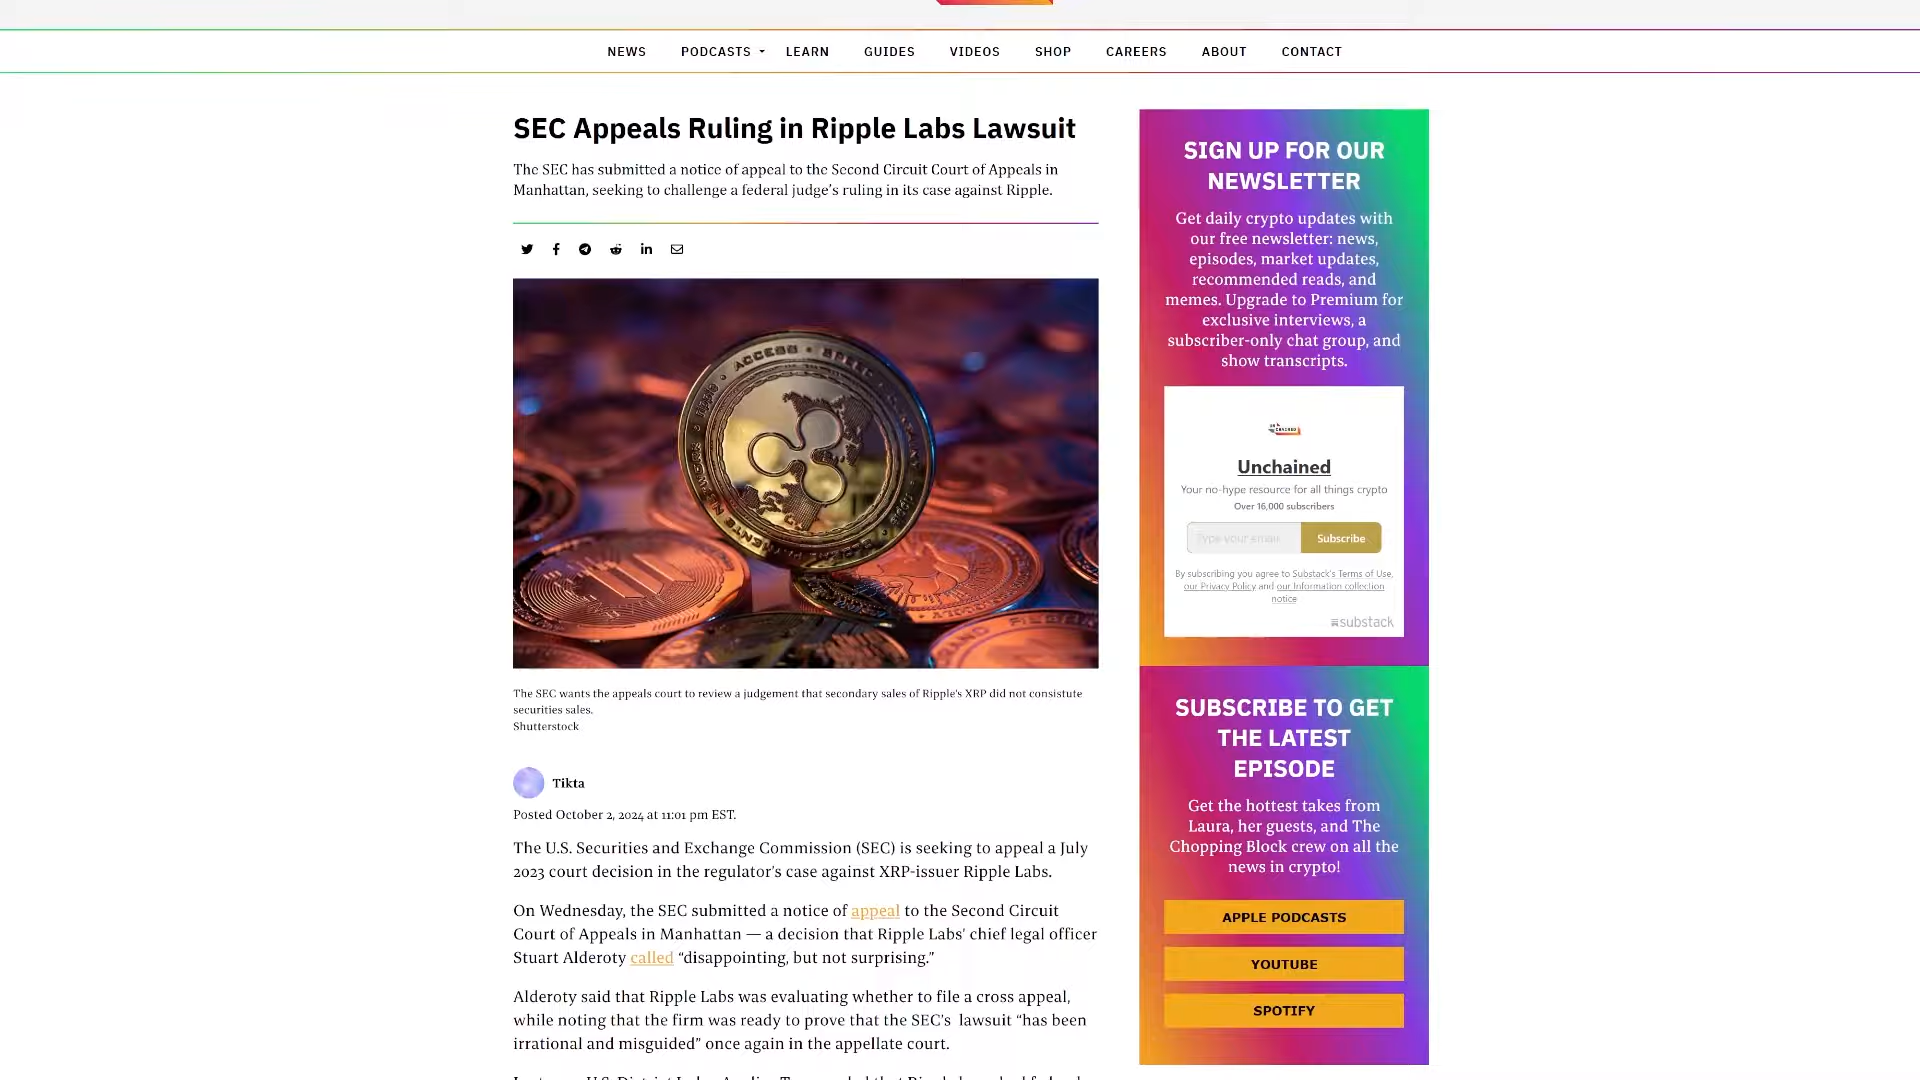 NEWS PODCASTS LEARN GUIDES VIDEOS SHOP CAREERS ABOUT CONTACT
SEC Appeals Ruling in Ripple Labs Lawsuit
The SEC has submitted a notice of appeal to the Second Circuit Court of Appeals in
Manhattan, seeking to challenge a federal judge's ruling in its case against Ripple.
ACCESS
ripple
The SEC wants the appeals court to review a judgement that secondary sales of Ripple's XRP did not consistute
securities sales.
Shutterstock
Tikta
Posted October 2, 2024 at 11:01 pm EST.
The U.S. Securities and Exchange Commission (SEC) is seeking to appeal a July
2023 court decision in the regulator's case against XRP-issuer Ripple Labs.
On Wednesday, the SEC submitted a notice of appeal to the Second Circuit
Court of Appeals in Manhattan — a decision that Ripple Labs' chief legal officer
Stuart Alderoty called “disappointing, but not surprising.”
Alderoty said that Ripple Labs was evaluating whether to file a cross appeal,
while noting that the firm was ready to prove that the SEC's lawsuit “has been
irrational and misguided” once again in the appellate court.
SIGN UP FOR OUR
NEWSLETTER
Get daily crypto updates with
our free newsletter: news,
episodes, market updates,
recommended reads, and
memes. Upgrade to Premium for
exclusive interviews, a
subscriber-only chat group, and
show transcripts.
Unchained
Your no-hype resource for all things crypto
Over 16,000 subscribers
Type your email
Subscribe
By subscribing you agree to Substack's Terms of Use,
our Privacy Policy and our Information collection
notice
substack
SUBSCRIBE TO GET
THE LATEST
EPISODE
Get the hottest takes from
Laura, her guests, and The
Chopping Block crew on all the
news in crypto!
APPLE PODCASTS
YOUTUBE
SPOTIFY